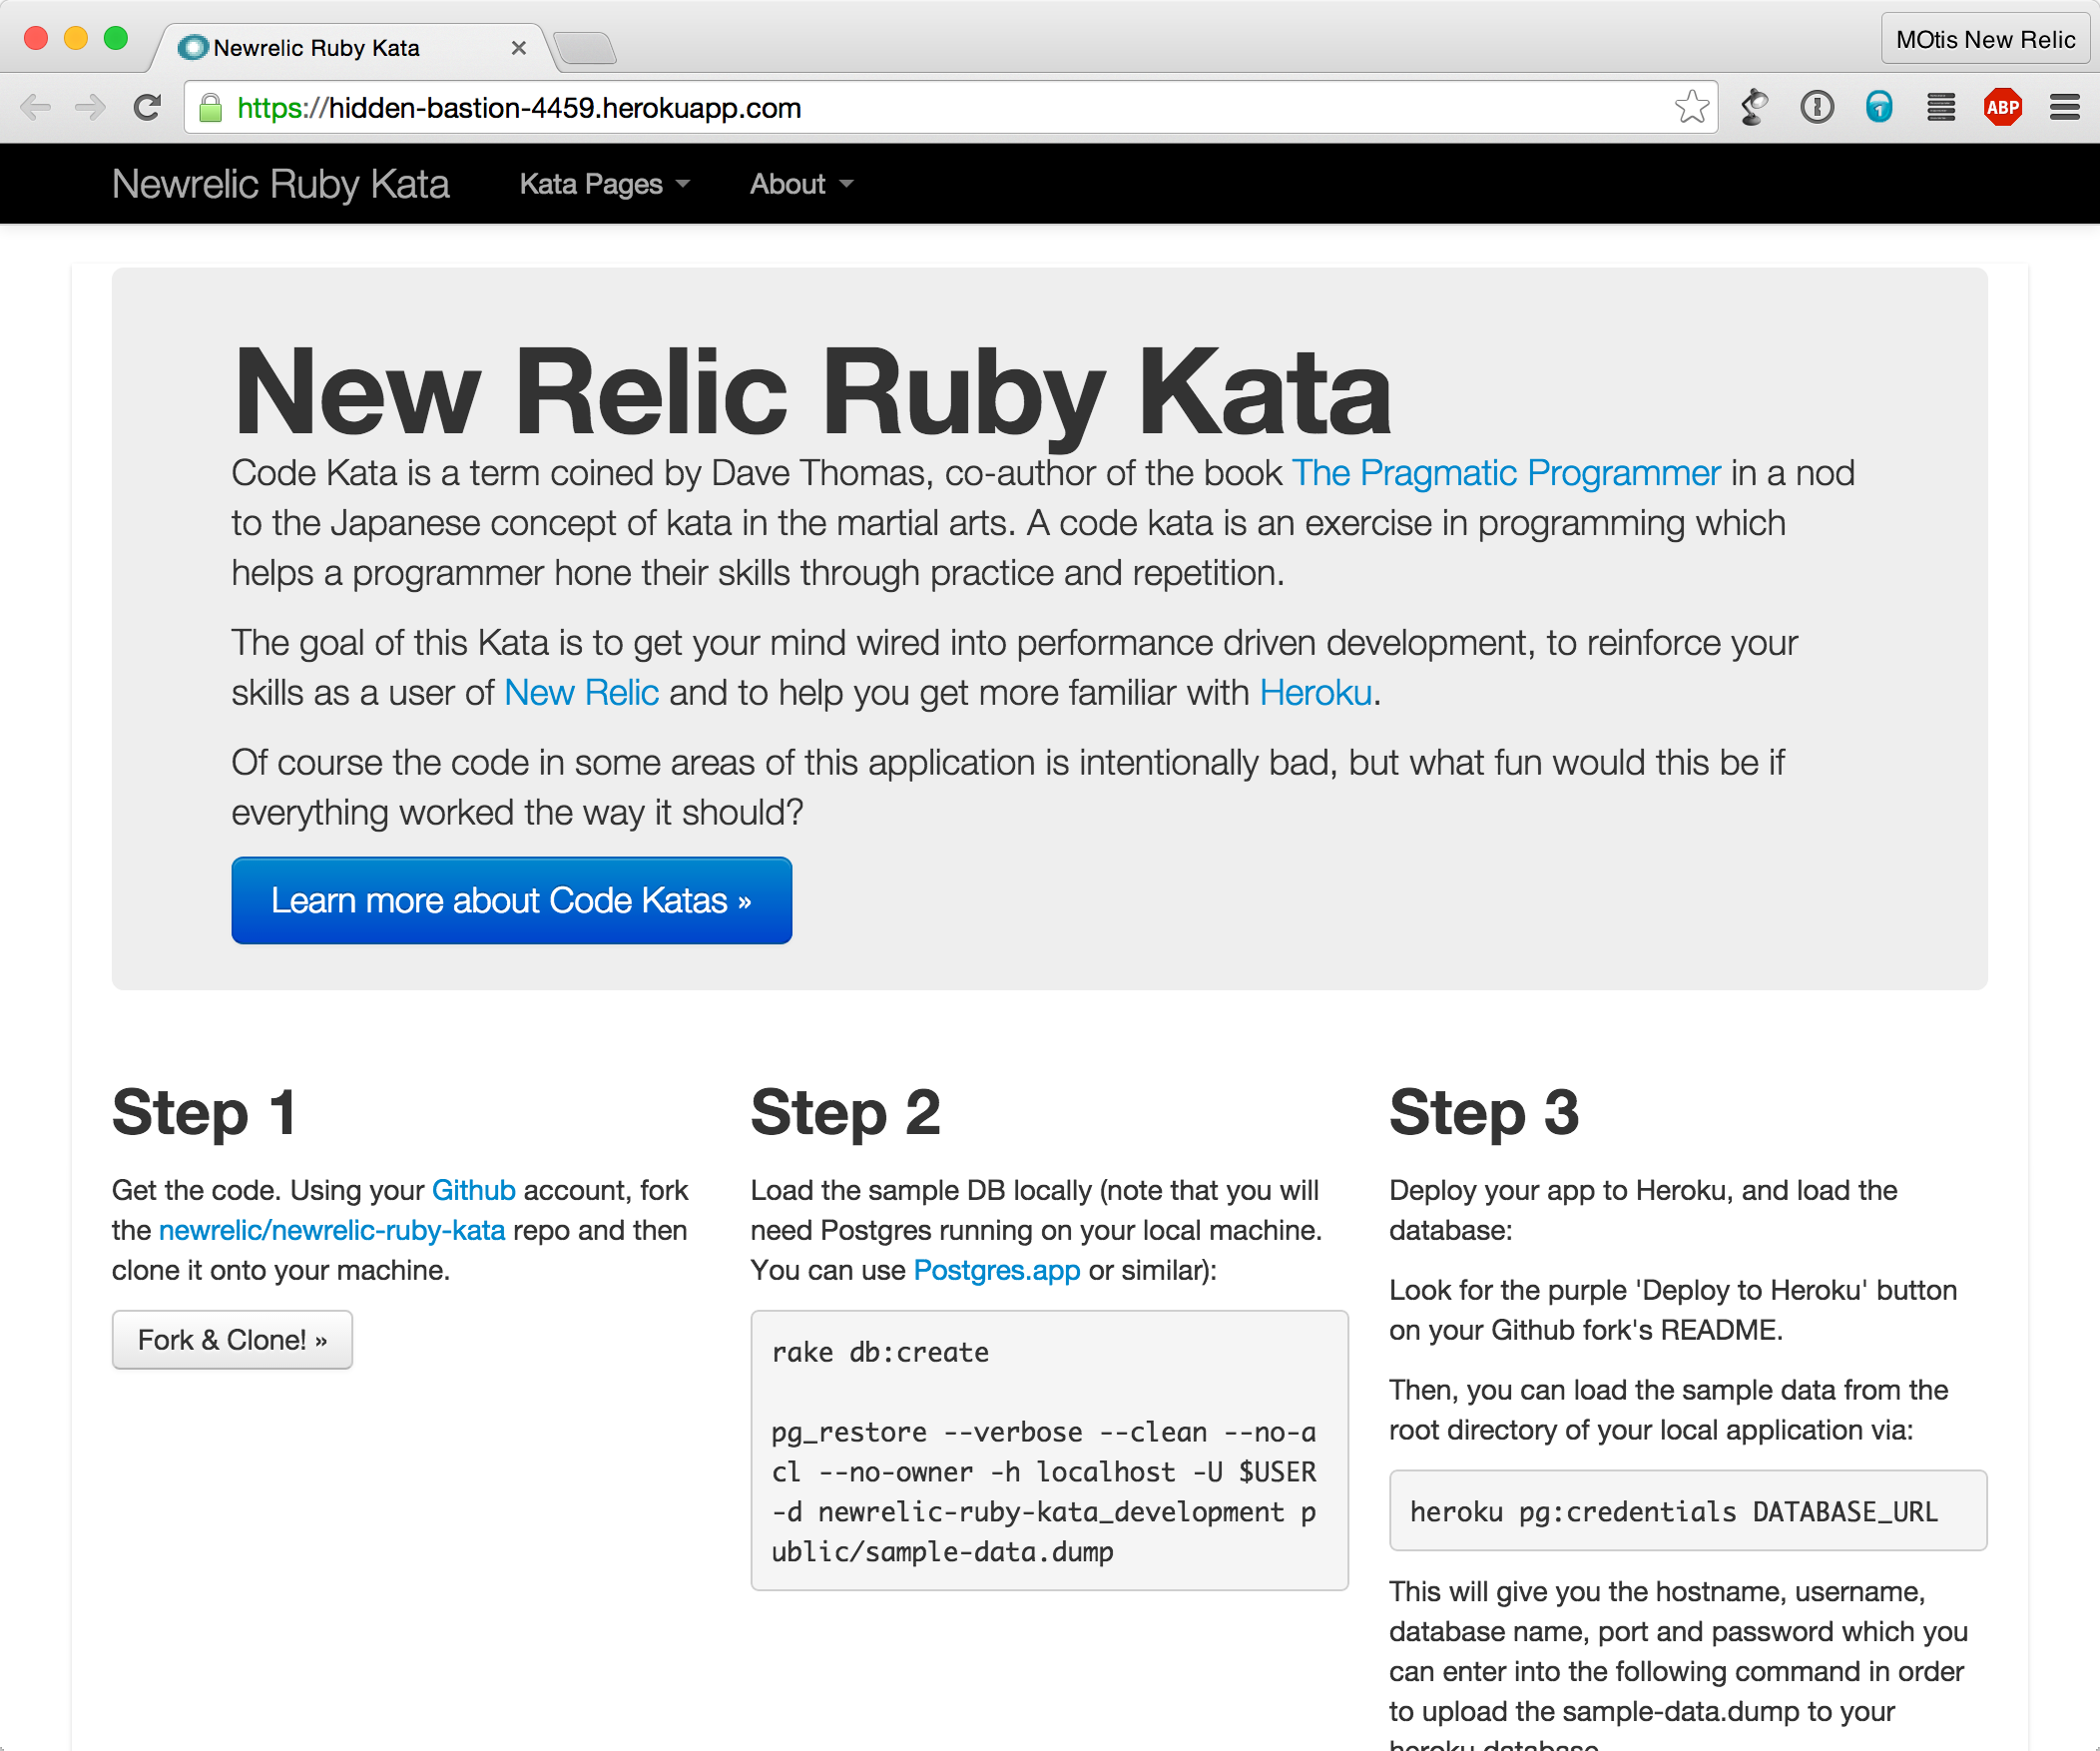 Newrelic Ruby Kata
MOtis New Relic
https://hidden-bastion-4459.herokuapp.com
ABP
Newrelic Ruby Kata
Kata Pages
About
New Relic Ruby Kata
Code Kata is a term coined by Dave Thomas, co-author of the book The Pragmatic Programmer in a nod
to the Japanese concept of kata in the martial arts. A code kata is an exercise in programming which
helps a programmer hone their skills through practice and repetition.
The goal of this Kata is to get your mind wired into performance driven development, to reinforce your
skills as a user of New Relic and to help you get more familiar with Heroku.
Of course the code in some areas of this application is intentionally bad, but what fun would this be if
everything worked the way it should?
Learn more about Code Katas »
Step 1
Get the code. Using your Github account, fork
the newrelic/newrelic-ruby-kata repo and then
clone it onto your machine.
Fork & Clone! »
Step 2
Load the sample DB locally (note that you will
need Postgres running on your local machine.
You can use Postgres.app or similar):
rake db:create
pg_restore --verbose --clean --no-a
cl --no-owner -h localhost -U $USER
-d newrelic-ruby-kata_development p
ublic/sample-data.dump
Step 3
Deploy your app to Heroku, and load the
database:
Look for the purple 'Deploy to Heroku' button
on your Github fork's README.
Then, you can load the sample data from the
root directory of your local application via:
heroku pg:credentials DATABASE_URL
This will give you the hostname, username,
database name, port and password which you
can enter into the following command in order
to upload the sample-data.dump to your
heroku database